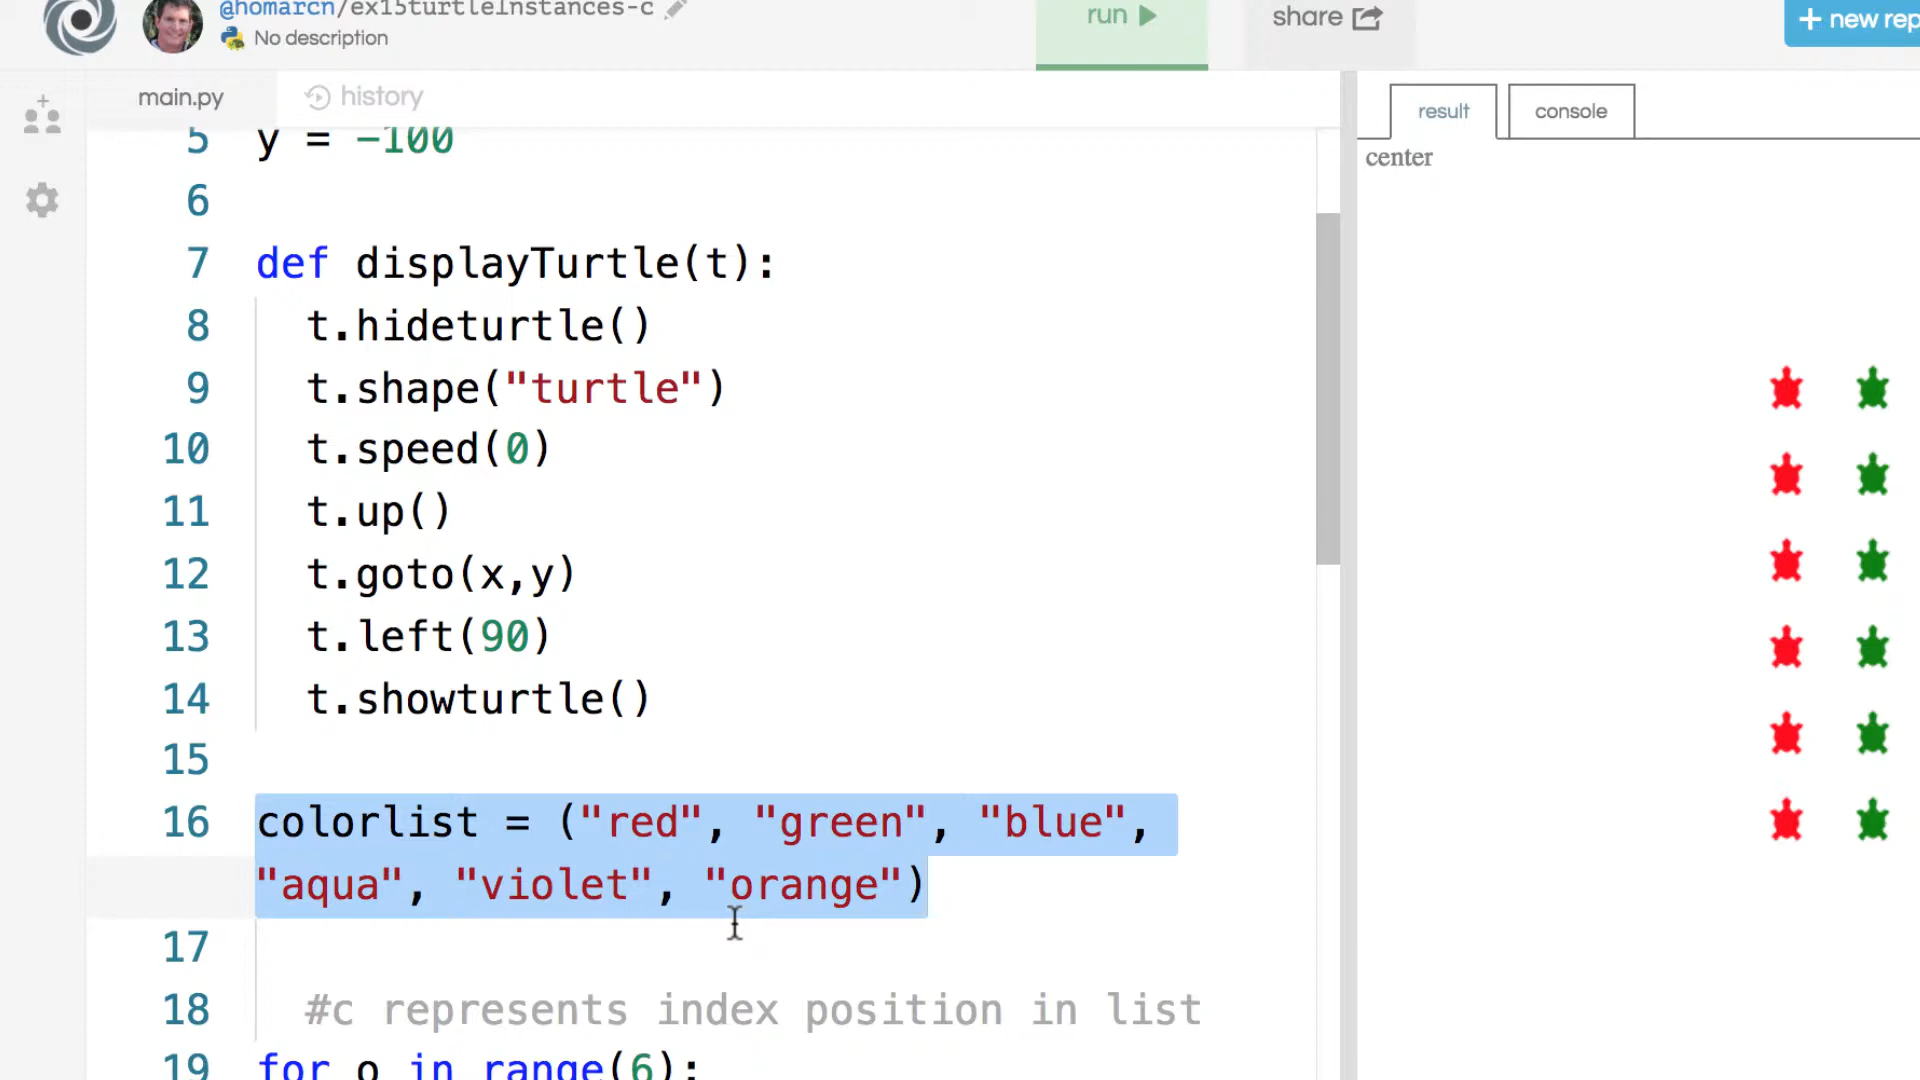 @homarcn/ex15turtleInstances-c
No description
run
share
+ new rep
main.py
history
result
console
center
5 y = -100
6
7 def displayTurtle(t):
8 t.hideturtle()
9 t.shape("turtle")
10 t.speed(0)
11 t.up()
12 t.goto(x,y)
13 t.left(90)
14 t.showturtle()
15
16 colorlist = ("red", "green", "blue",
"aqua", "violet", "orange")
17
18 #c represents index position in list
19 for o in range(6):